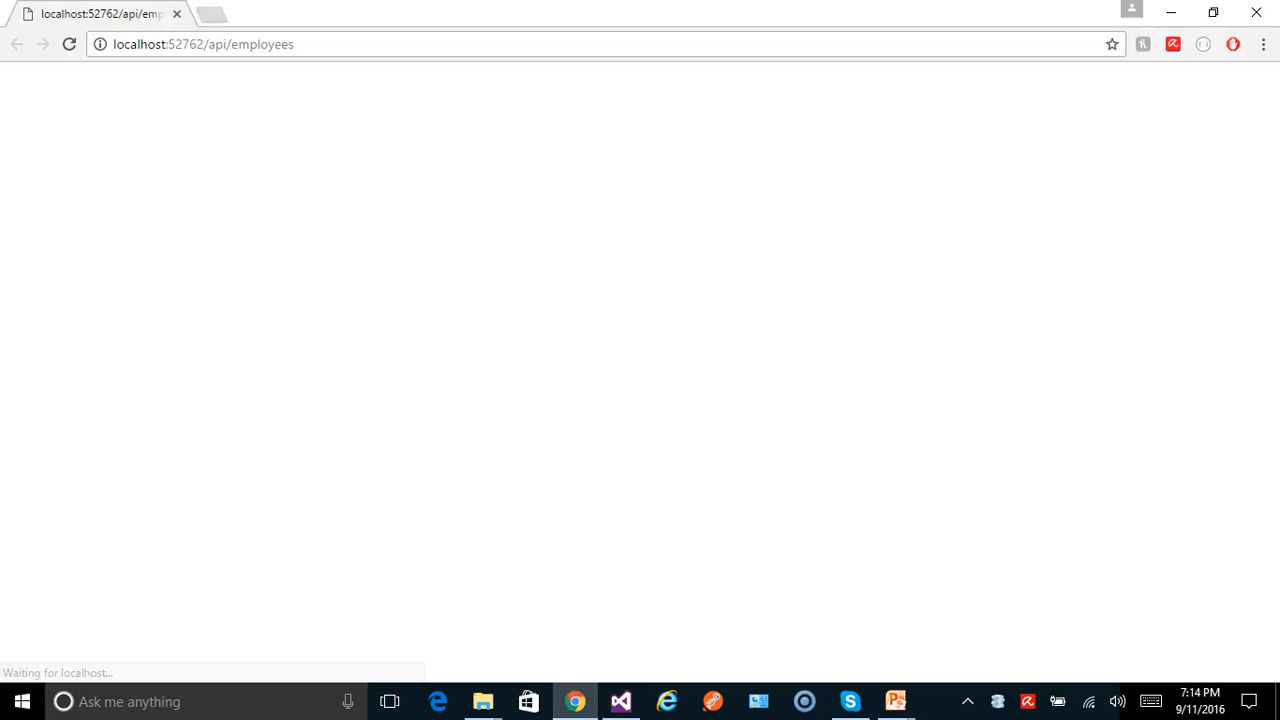 localhost:52762/api/emp
localhost:52762/api/employees
Waiting for localhost...
Ask me anything
7:14 PM
9/11/2016